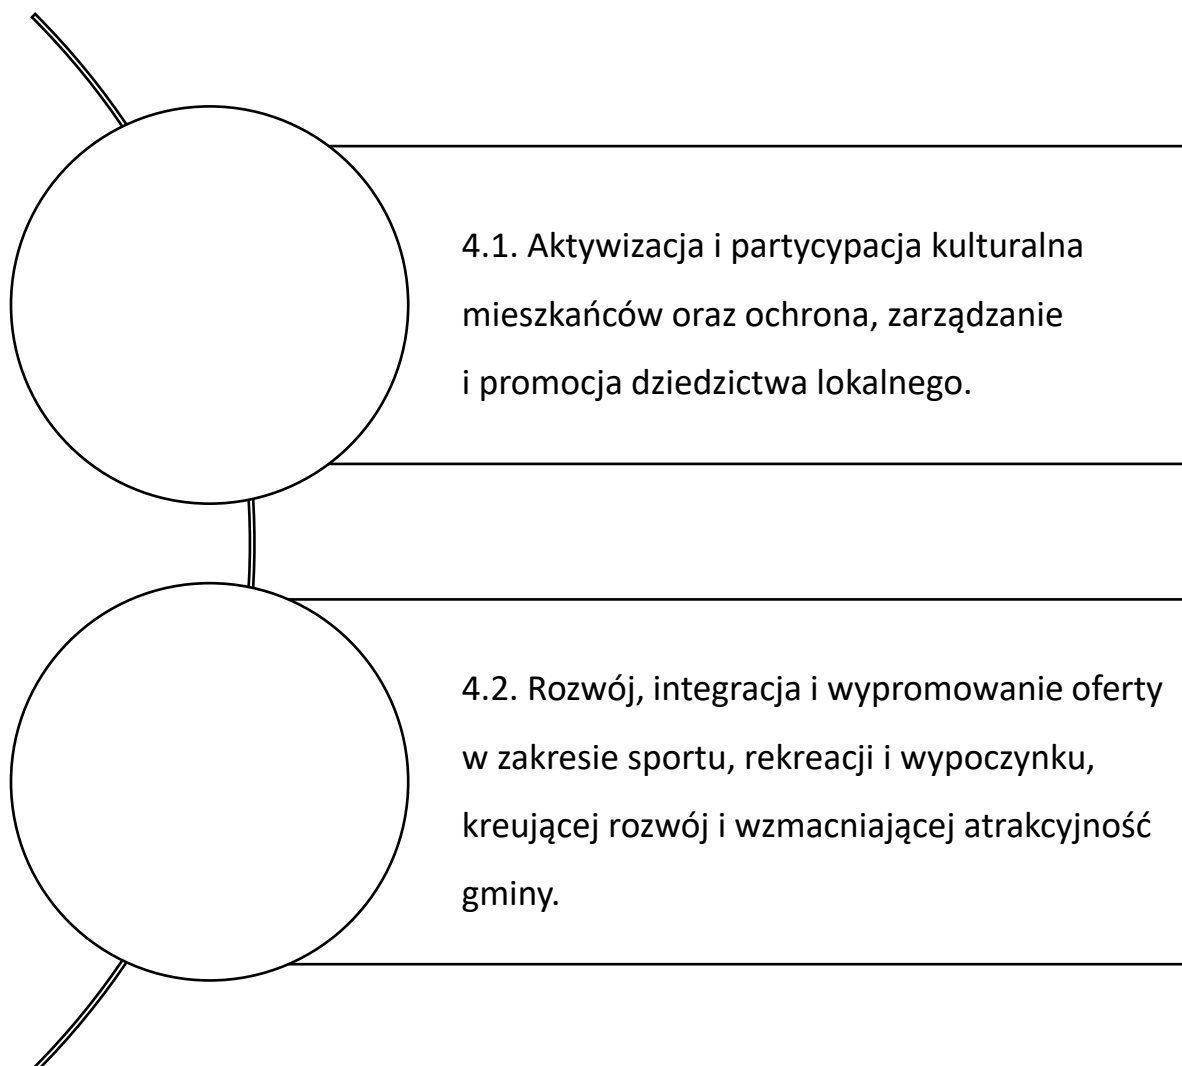 4.1. Aktywizacja i partycypacja kulturalna
mieszkańców oraz ochrona, zarządzanie
i promocja dziedzictwa lokalnego.
4.2. Rozwój, integracja i wypromowanie oferty
w zakresie sportu, rekreacji i wypoczynku,
kreującej rozwój i wzmacniającej atrakcyjność
gminy.